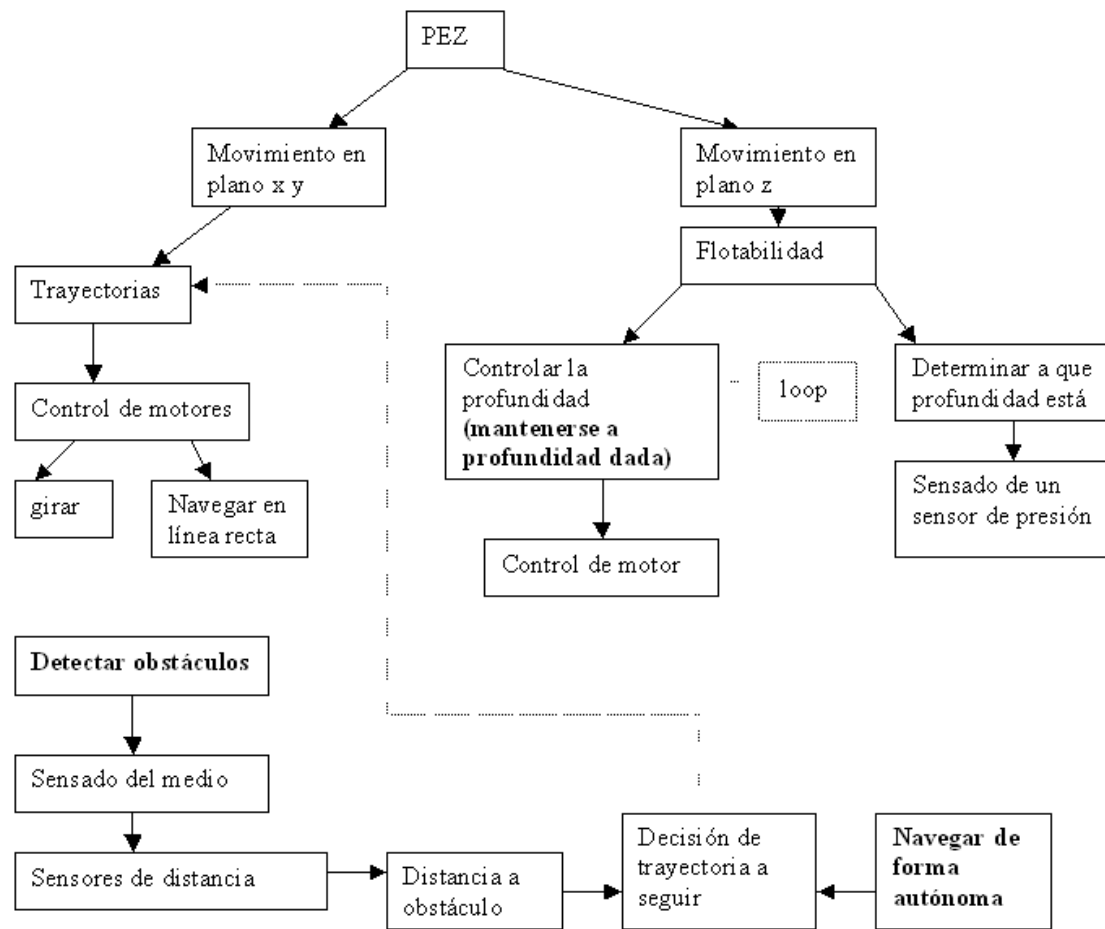 PEZ
Movimiento en
plano x y
Movimiento en
plano z
Flotabilidad
Trayectorias
Controlar la
profundidad
(mantenerse a
profundidad dada)
loop
Determinar a que
profundidad está
Control de motores
girar
Navegar en
línea recta
Sensado de un
sensor de presión
Control de motor
Detectar obstáculos
Sensado del medio
Sensores de distancia
Distancia a
obstáculo
Decisión de
trayectoria a
seguir
Navegar de
forma
autónoma